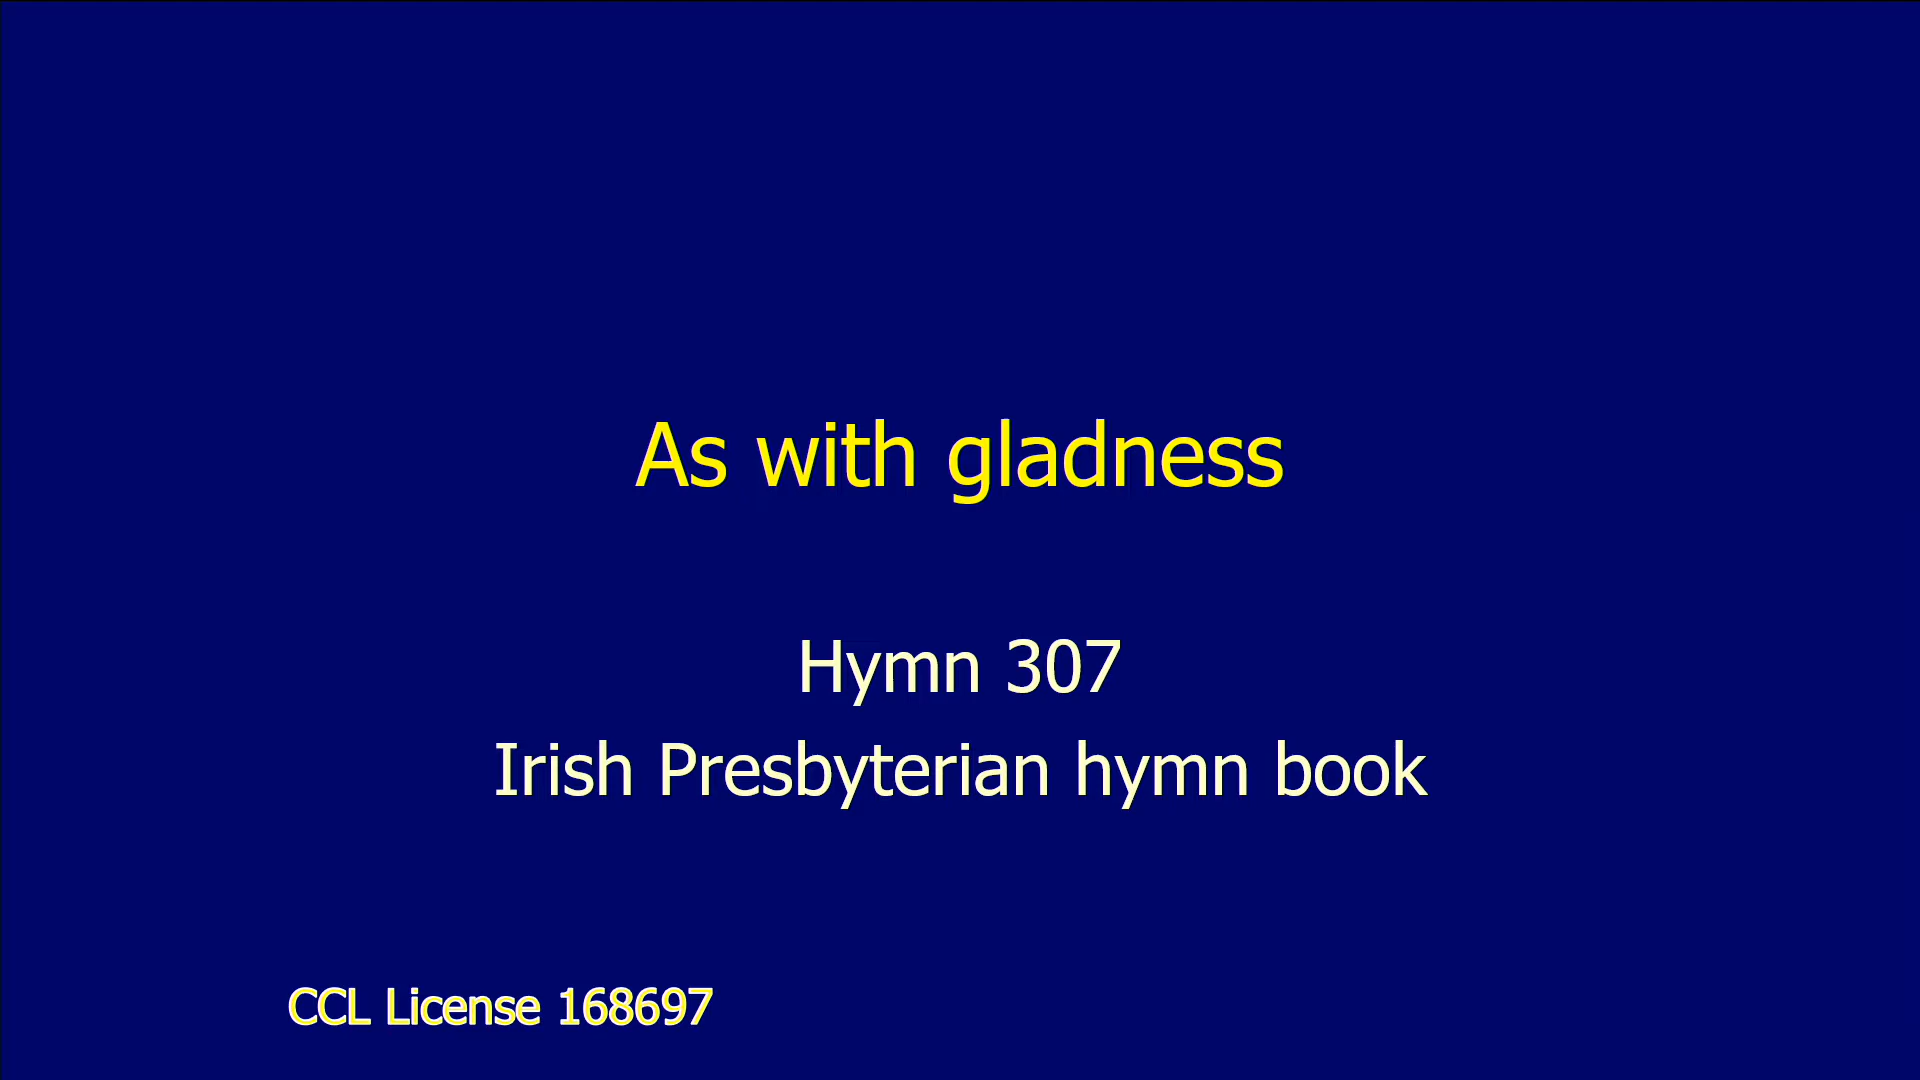 As with gladness
Hymn 307
Irish Presbyterian hymn book
CCL License 168697